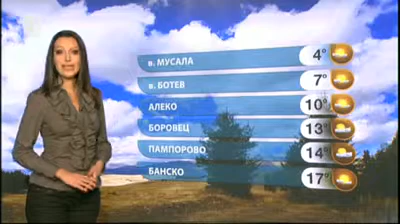 в. МУСАЛА 4°
в. БОТЕВ 7°
АЛЕКО 10°
БОРОВЕЦ 13°
ПАМПОРОВО 14°
БАНСКО 17°